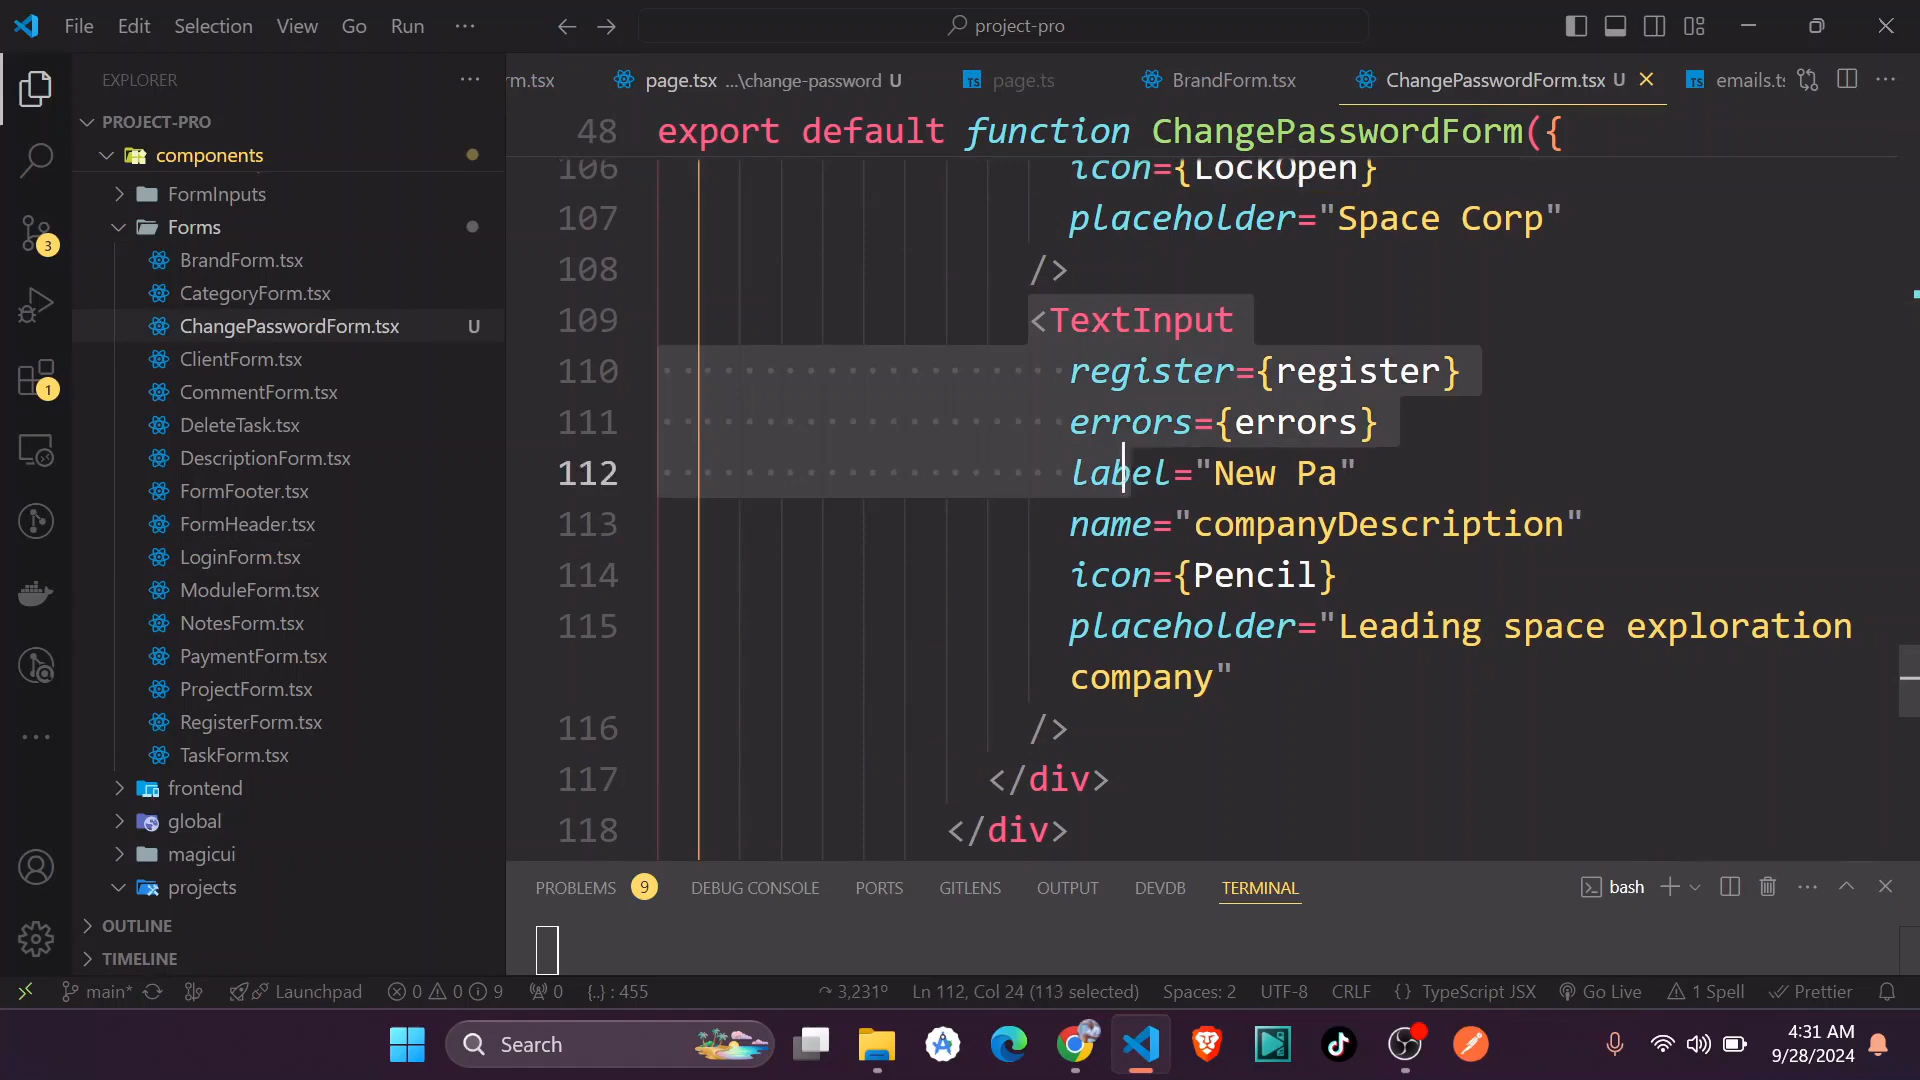 File Edit Selection View Go Run ··· project-pro
EXPLORER ···
rm.tsx page.tsx ...\change-password U page.ts BrandForm.tsx ChangePasswordForm.tsx U emails.ts ···
PROJECT-PRO
components
FormInputs
Forms
BrandForm.tsx
CategoryForm.tsx
ChangePasswordForm.tsx U
ClientForm.tsx
CommentForm.tsx
DeleteTask.tsx
DescriptionForm.tsx
FormFooter.tsx
FormHeader.tsx
LoginForm.tsx
ModuleForm.tsx
NotesForm.tsx
PaymentForm.tsx
ProjectForm.tsx
RegisterForm.tsx
TaskForm.tsx
frontend
global
magicui
projects
OUTLINE
TIMELINE
3
1
48 export default function ChangePasswordForm({
106 icon={LockOpen}
107 placeholder="Space Corp"
108 />
109 <TextInput
110 register={register}
111 errors={errors}
112 label="New Pa"
113 name="companyDescription"
114 icon={Pencil}
115 placeholder="Leading space exploration
company"
116 />
117 </div>
118 </div>
PROBLEMS 9 DEBUG CONSOLE PORTS GITLENS OUTPUT DEVDB TERMINAL bash ···
main* Launchpad 0 0 9 0 {..} : 455 3,231° Ln 112, Col 24 (113 selected) Spaces: 2 UTF-8 CRLF {} TypeScript JSX Go Live 1 Spell Prettier
Search
4:31 AM
9/28/2024